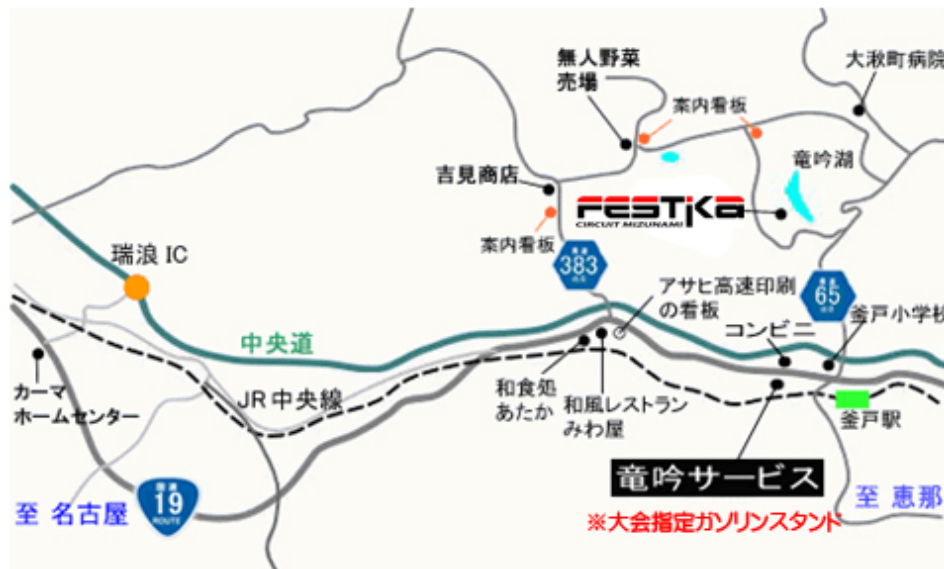 無人野菜
売場
大湫町病院
案内看板
竜吟湖
吉見商店
FESTIKA
CIRCUIT MIZUNAMI
案内看板
瑞浪 IC
383
アサヒ高速印刷
の看板
65
釜戸小学校
コンビニ
中央道
カーマ
ホームセンター
JR中央線
和食処
あたか
和風レストラン
みわ屋
釜戸駅
竜吟サービス
国道
19
ROUTE
至 名古屋
至 恵那
※大会指定ガソリンスタンド